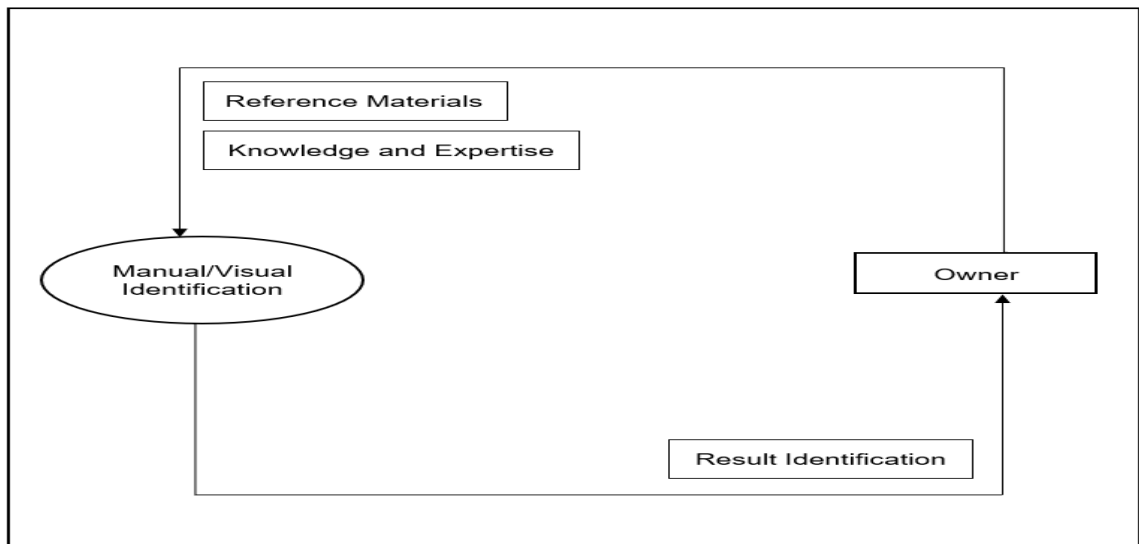 Reference Materials
Knowledge and Expertise
Manual/Visual
Identification
Owner
Result Identification